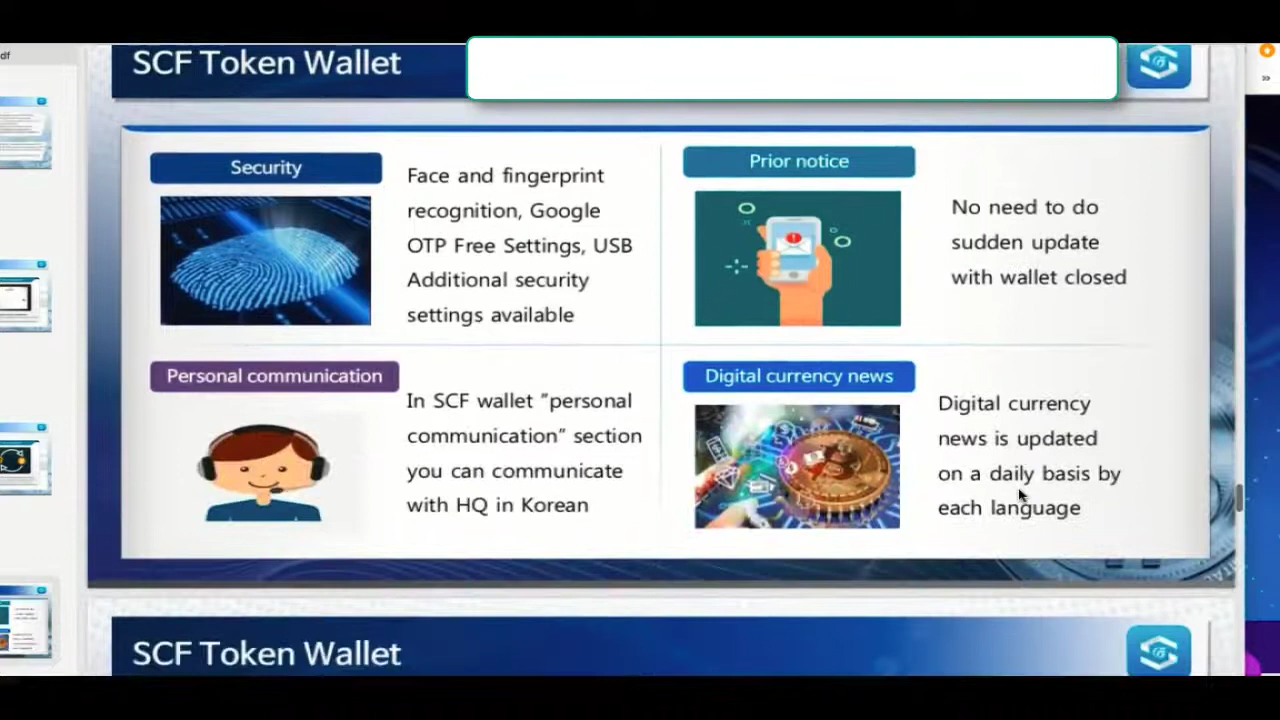 df
SCF Token Wallet
Security
Face and fingerprint
recognition, Google
OTP Free Settings, USB
Additional security
settings available
Prior notice
No need to do
sudden update
with wallet closed
Personal communication
In SCF wallet "personal
communication" section
you can communicate
with HQ in Korean
Digital currency news
Digital currency
news is updated
on a daily basis by
each language
SCF Token Wallet